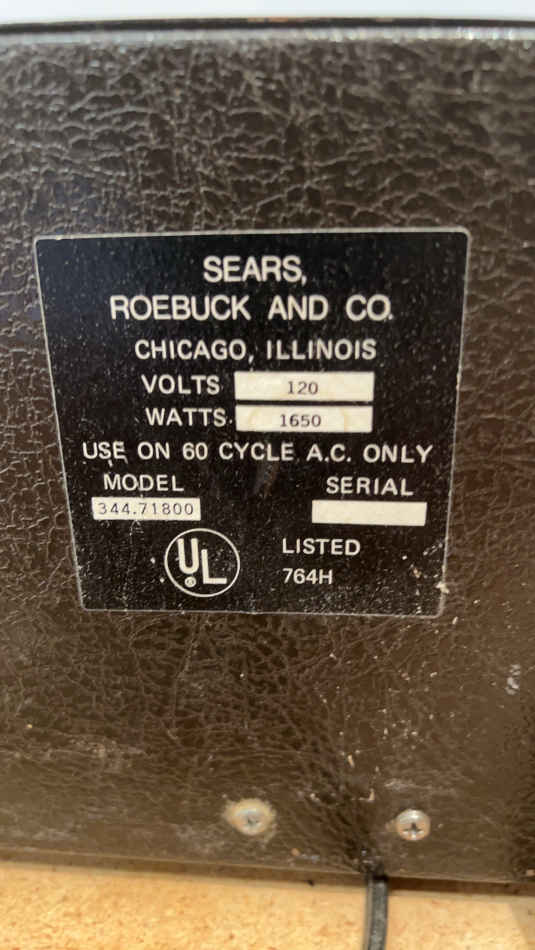 SEARS,
ROEBUCK AND CO.
CHICAGO, ILLINOIS
VOLTS 120
WATTS 1650
USE ON 60 CYCLE A.C. ONLY
MODEL SERIAL
344.71800
UL ® LISTED
764H